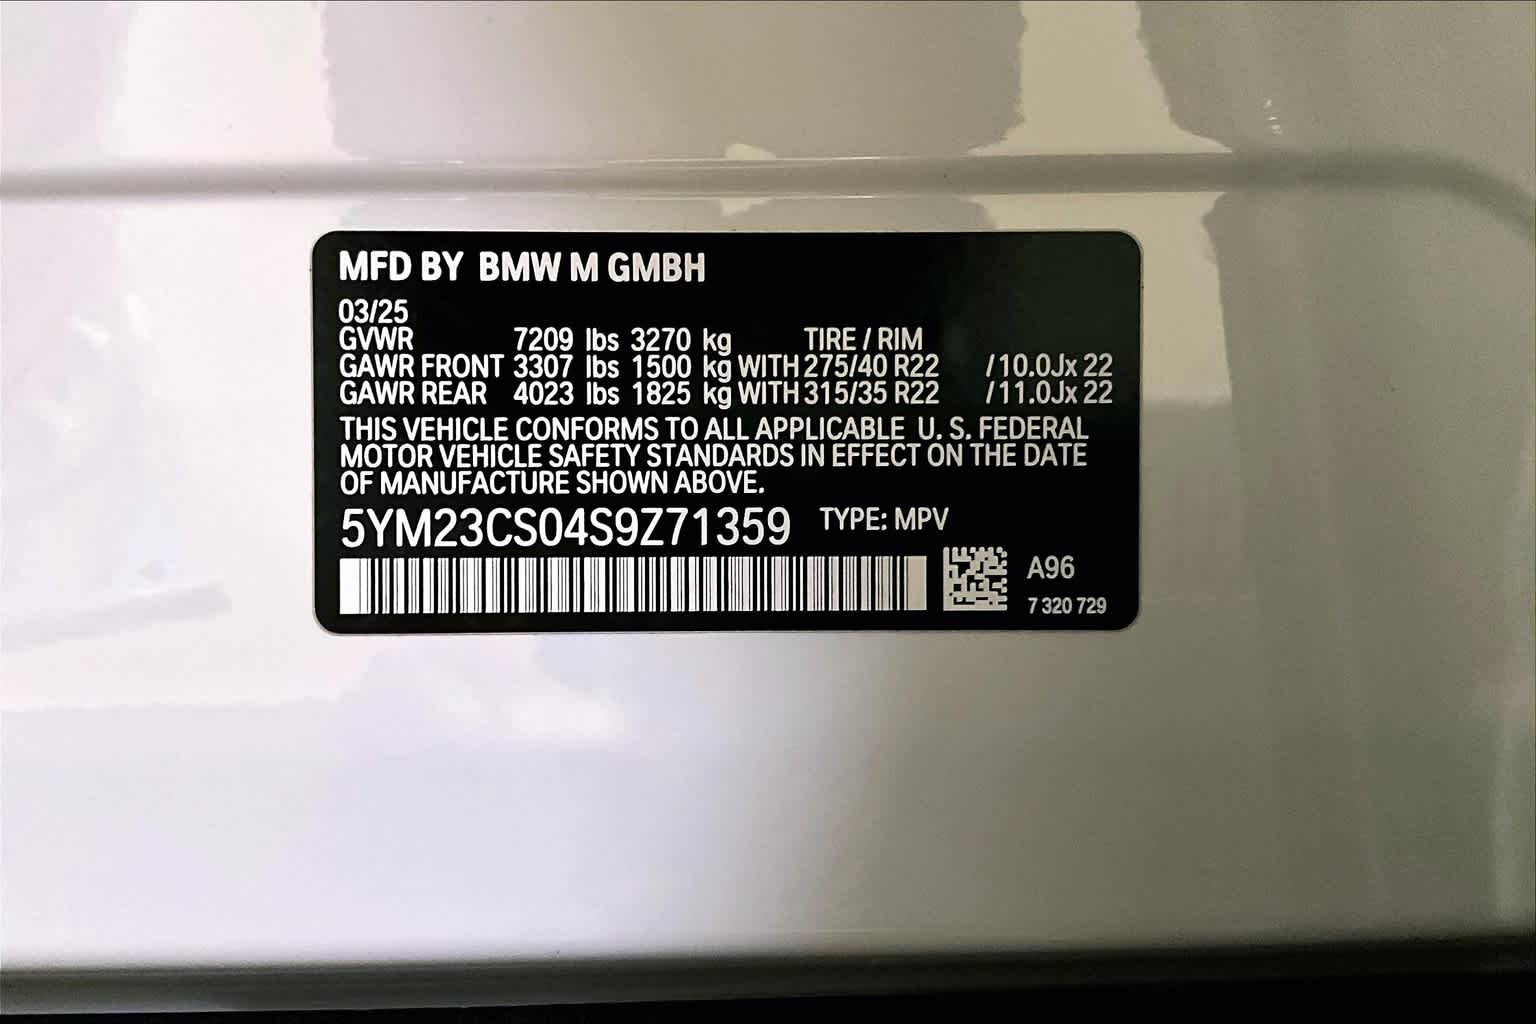 MFD BY BMW M GMBH
03/25
GVWR 7209 lbs 3270 kg TIRE / RIM
GAWR FRONT 3307 lbs 1500 kg WITH 275/40 R22 /10.0Jx 22
GAWR REAR 4023 lbs 1825 kg WITH 315/35 R22 /11.0Jx 22
THIS VEHICLE CONFORMS TO ALL APPLICABLE U. S. FEDERAL
MOTOR VEHICLE SAFETY STANDARDS IN EFFECT ON THE DATE
OF MANUFACTURE SHOWN ABOVE.
5YM23CS04S9Z71359 TYPE: MPV
A96
7 320 729